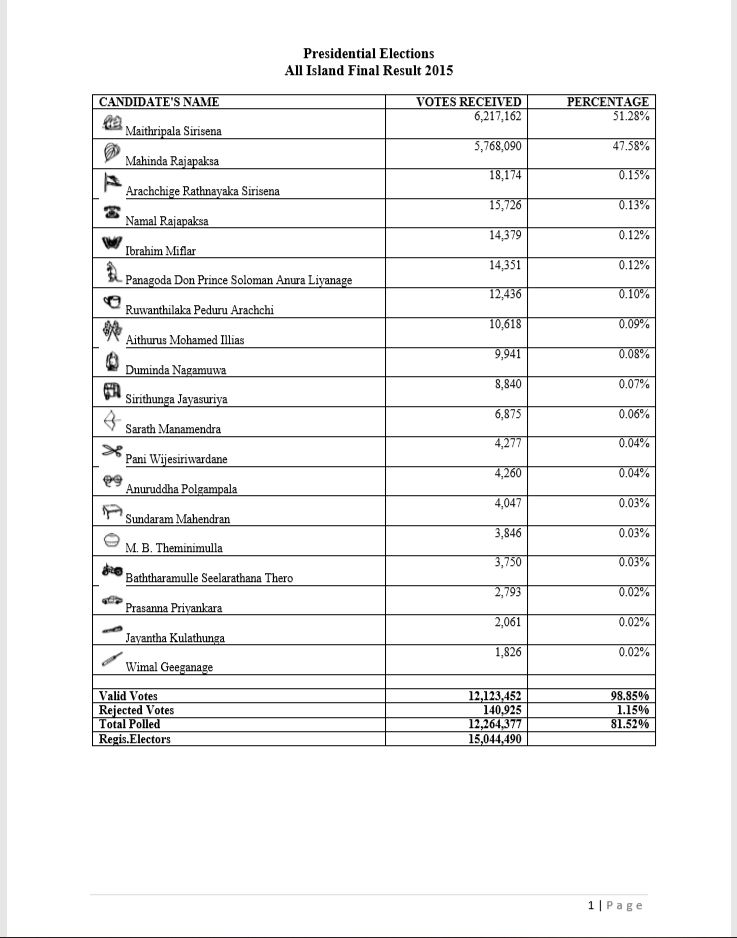 Presidential Elections
All Island Final Result 2015
CANDIDATE'S NAME VOTES RECEIVED PERCENTAGE
Maithripala Sirisena 6,217,162 51.28%
Mahinda Rajapaksa 5,768,090 47.58%
Arachchige Rathnayaka Sirisena 18,174 0.15%
Namal Rajapaksa 15,726 0.13%
Ibrahim Miflar 14,379 0.12%
Panagoda Don Prince Soloman Anura Liyanage 14,351 0.12%
Ruwanthilaka Peduru Arachchi 12,436 0.10%
Aithurus Mohamed Illias 10,618 0.09%
Duminda Nagamuwa 9,941 0.08%
Sirithunga Jayasuriya 8,840 0.07%
Sarath Manamendra 6,875 0.06%
Pani Wijesiriwardane 4,277 0.04%
Anuruddha Polgampala 4,260 0.04%
Sundaram Mahendran 4,047 0.03%
M. B. Theminimulla 3,846 0.03%
Baththaramulle Seelarathana Thero 3,750 0.03%
Prasanna Priyankara 2,793 0.02%
Jayantha Kulathunga 2,061 0.02%
Wimal Geeganage 1,826 0.02%
Valid Votes 12,123,452 98.85%
Rejected Votes 140,925 1.15%
Total Polled 12,264,377 81.52%
Regis.Electors 15,044,490
1 | Page